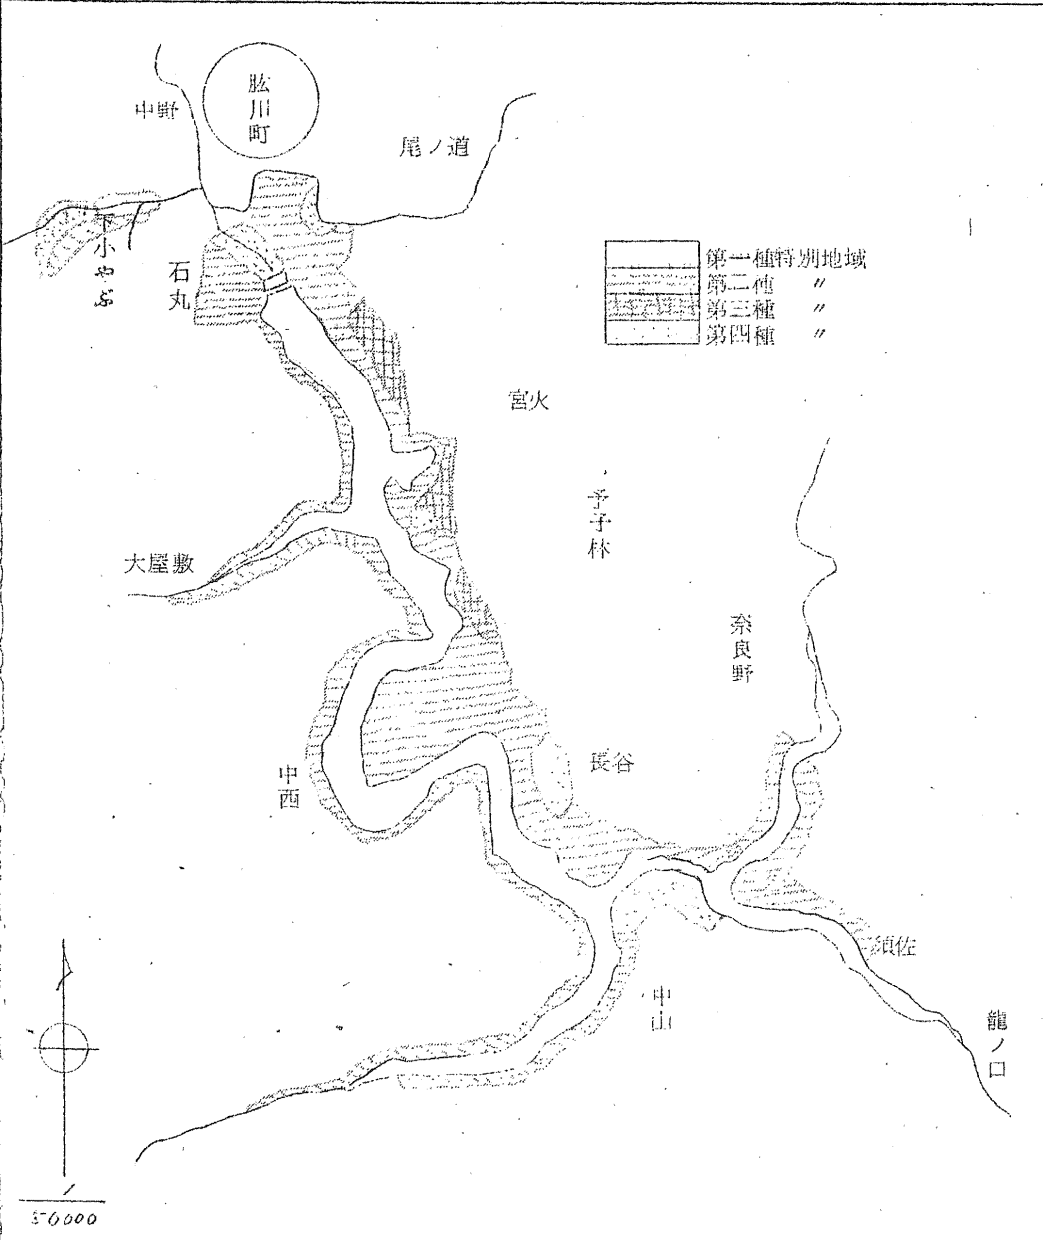 肱川町
中野
尾ノ道
下小やぶ
石丸
第一種特別地域
第二種 〃
第三種 〃
第四種 〃
宮火
予子林
大屋敷
奈良野
長谷
中西
須佐
中山
龍ノ口
1
50000